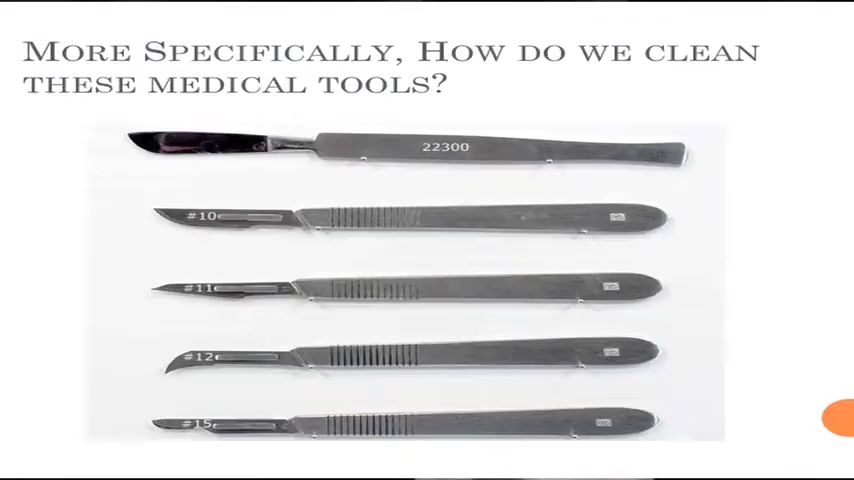 More Specifically, How do we clean
these medical tools?
22300
#10
#11
#12
#15